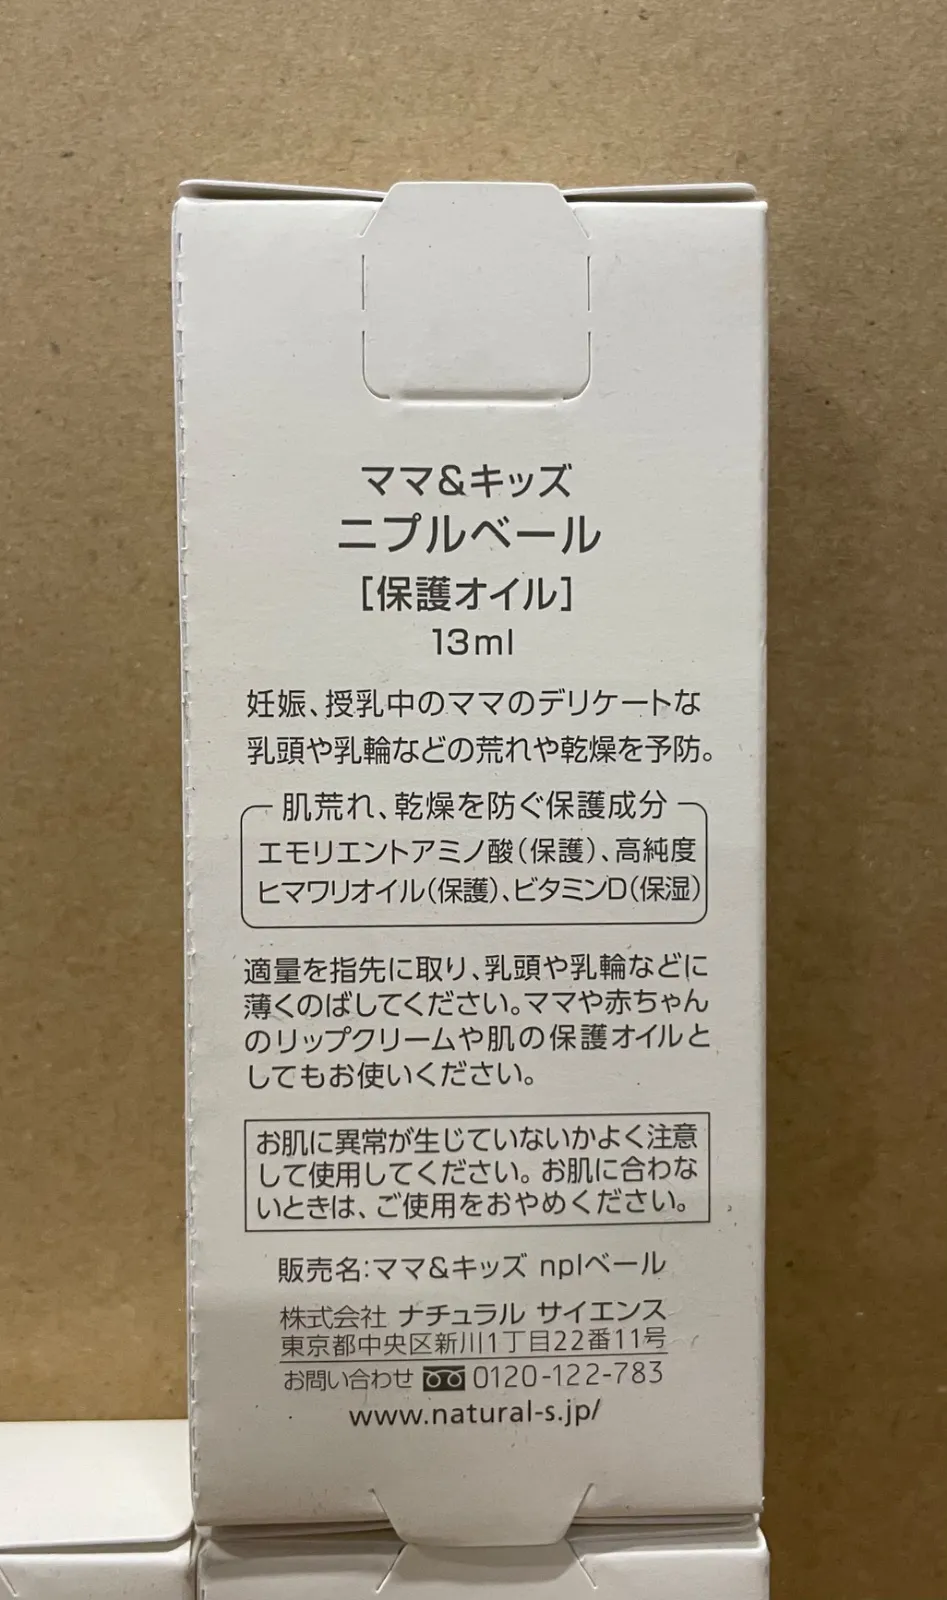 ママ&キッズ
ニプルベール
[保護オイル]
13ml
妊娠、授乳中のママのデリケートな
乳頭や乳輪などの荒れや乾燥を予防。
肌荒れ、乾燥を防ぐ保護成分
エモリエントアミノ酸(保護)、高純度
ヒマワリオイル(保護)、ビタミンD(保湿)
適量を指先に取り、乳頭や乳輪などに
薄くのばしてください。ママや赤ちゃん
のリップクリームや肌の保護オイルと
してもお使いください。
お肌に異常が生じていないかよく注意
して使用してください。お肌に合わな
いときは、ご使用をおやめください。
販売名:ママ&キッズ nplベール
株式会社 ナチュラル サイエンス
東京都中央区新川1丁目22番11号
お問い合わせ 0120-122-783
www.natural-s.jp/